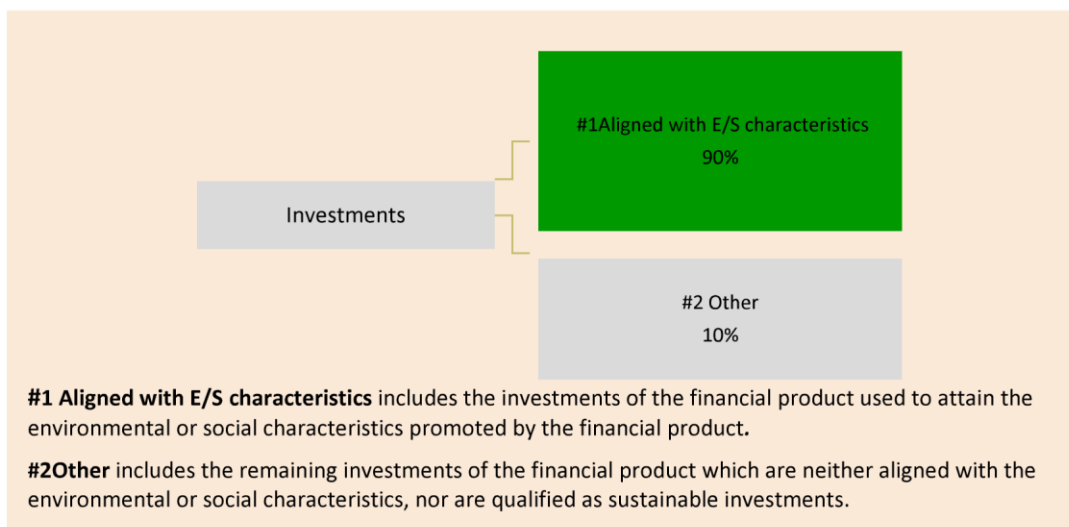 #1Aligned with E/S characteristics
90%
Investments
#2 Other
10%
#1 Aligned with E/S characteristics includes the investments of the financial product used to attain the
environmental or social characteristics promoted by the financial product.
#2Other includes the remaining investments of the financial product which are neither aligned with the
environmental or social characteristics, nor are qualified as sustainable investments.